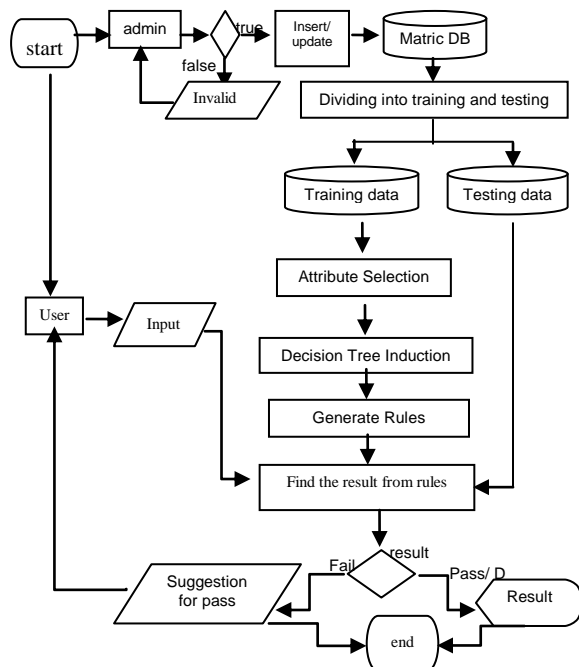 start
admin
true
false
Insert/
update
Matric DB
Invalid
Dividing into training and testing
Training data
Testing data
Attribute Selection
User
Input
Decision Tree Induction
Generate Rules
Find the result from rules
result
Fail
Pass/ D
Suggestion
for pass
Result
end